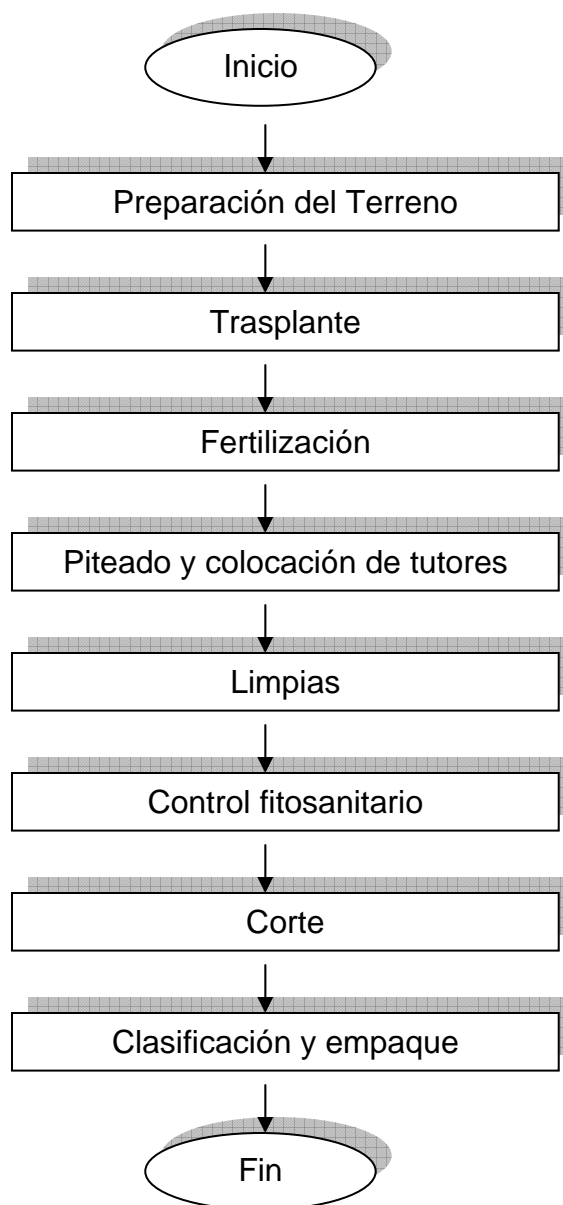 Inicio
Preparación del Terreno
Trasplante
Fertilización
Piteado y colocación de tutores
Limpias
Control fitosanitario
Corte
Clasificación y empaque
Fin